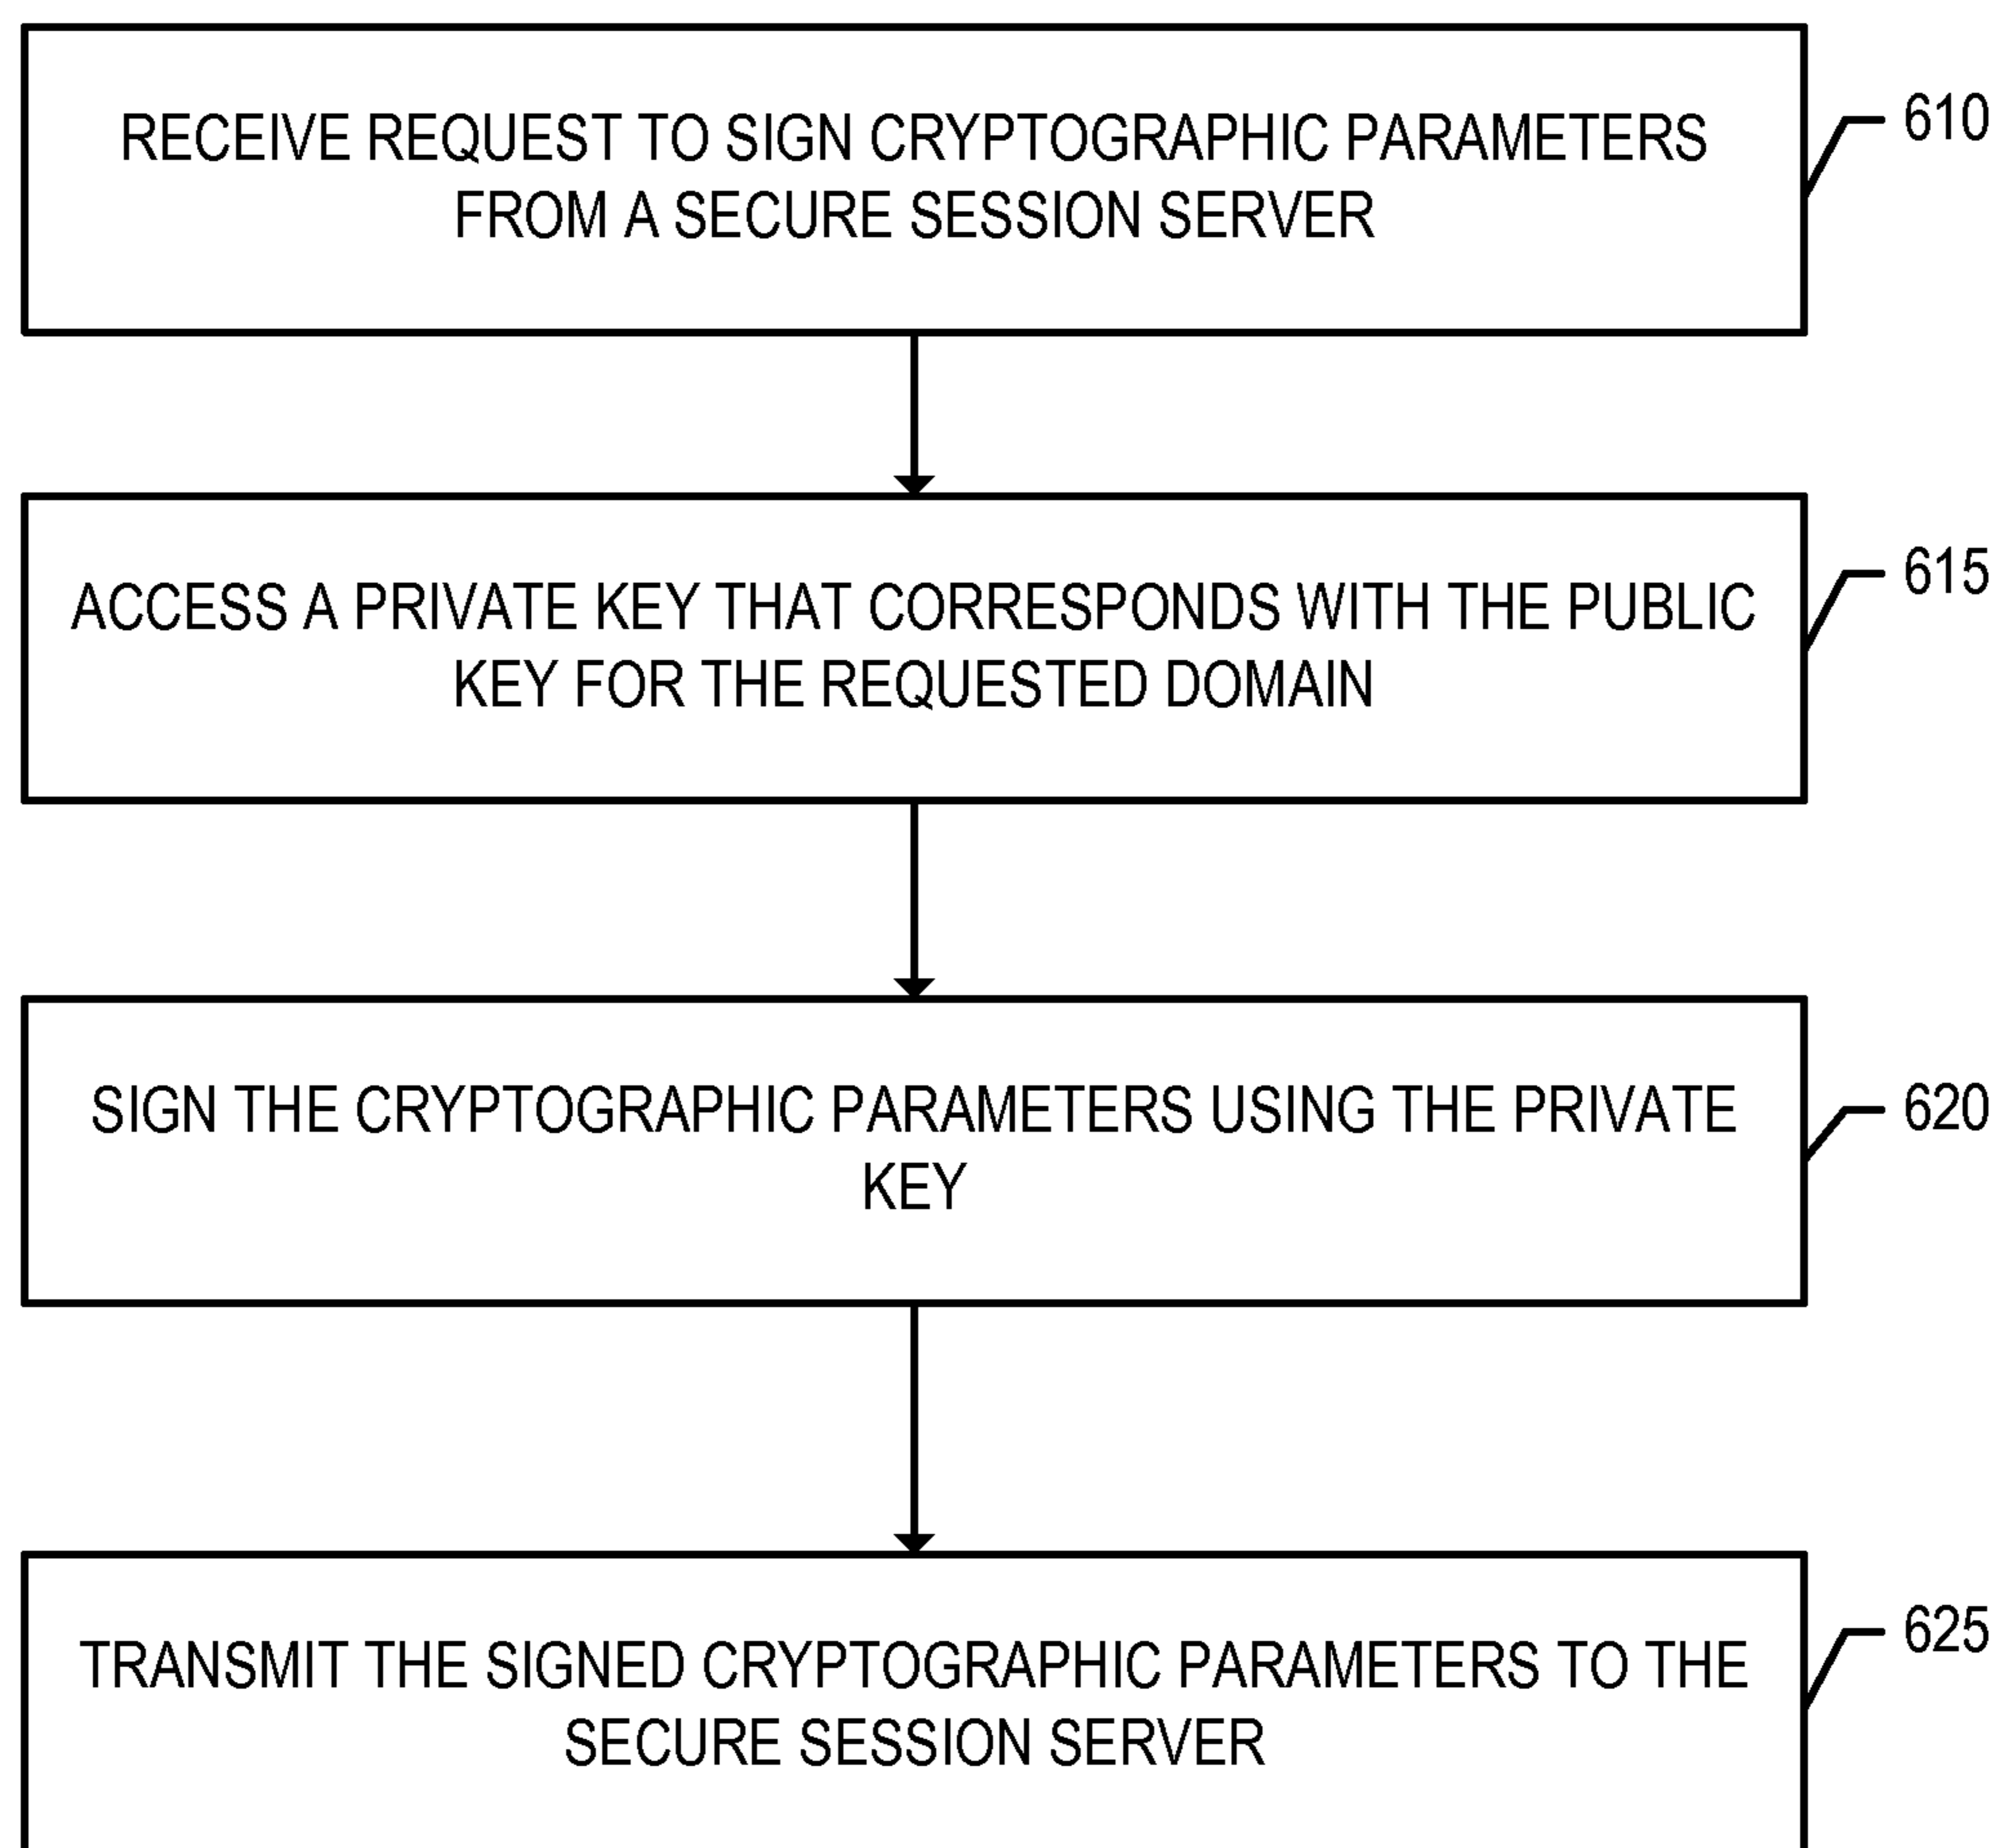 RECEIVE REQUEST TO SIGN CRYPTOGRAPHIC PARAMETERS
FROM A SECURE SESSION SERVER
610
ACCESS A PRIVATE KEY THAT CORRESPONDS WITH THE PUBLIC
KEY FOR THE REQUESTED DOMAIN
615
SIGN THE CRYPTOGRAPHIC PARAMETERS USING THE PRIVATE
KEY
620
TRANSMIT THE SIGNED CRYPTOGRAPHIC PARAMETERS TO THE
SECURE SESSION SERVER
625